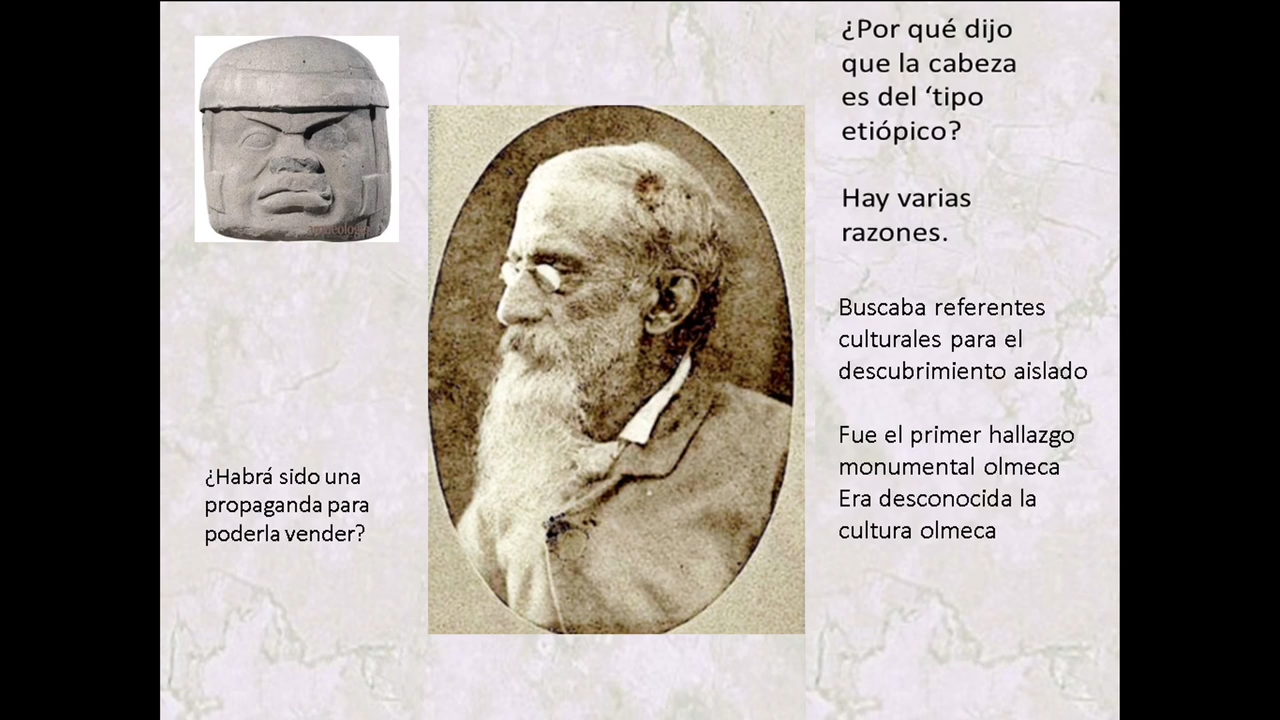 ¿Por qué dijo
que la cabeza
es del ‘tipo
etiópico?
Hay varias
razones.
Buscaba referentes
culturales para el
descubrimiento aislado
Fue el primer hallazgo
monumental olmeca
Era desconocida la
cultura olmeca
¿Habrá sido una
propaganda para
poderla vender?